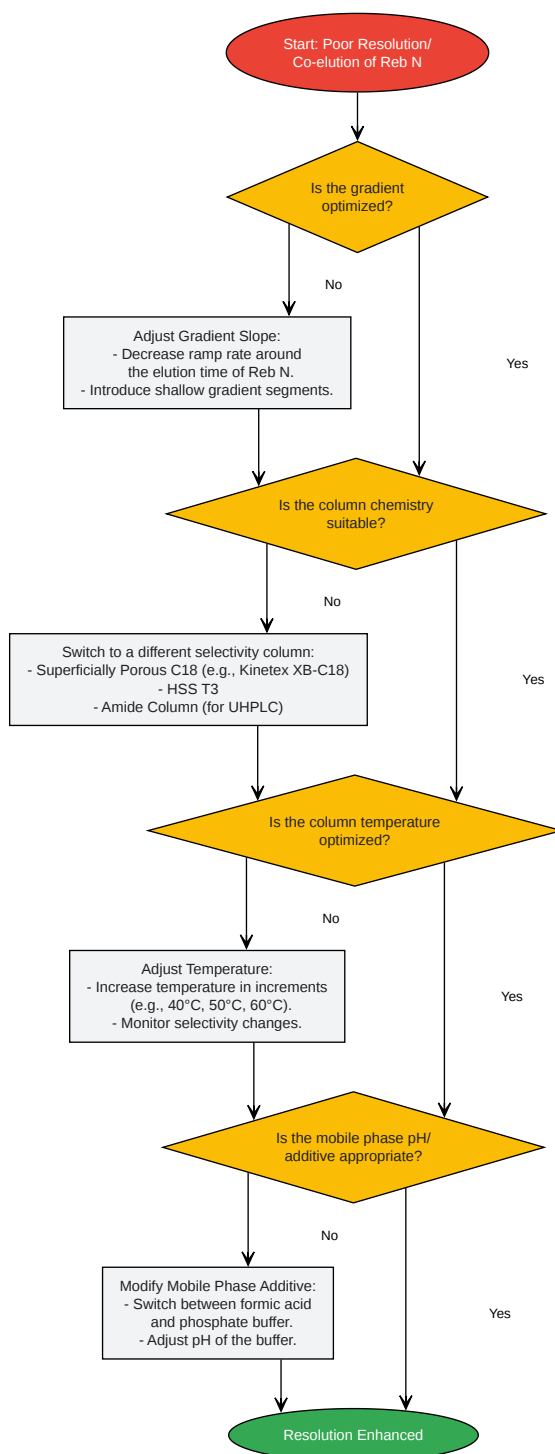 Start: Poor Resolution/
Co-elution of Reb N
Is the gradient
optimized?
No
Adjust Gradient Slope:
- Decrease ramp rate around
the elution time of Reb N.
- Introduce shallow gradient segments.
Yes
Is the column chemistry
suitable?
No
Switch to a different selectivity column:
- Superficially Porous C18 (e.g., Kinetex XB-C18)
- HSS T3
- Amide Column (for UHPLC)
Yes
Is the column temperature
optimized?
No
Adjust Temperature:
- Increase temperature in increments
(e.g., 40°C, 50°C, 60°C).
- Monitor selectivity changes.
Yes
Is the mobile phase pH/
additive appropriate?
No
Modify Mobile Phase Additive:
- Switch between formic acid
and phosphate buffer.
- Adjust pH of the buffer.
Yes
Resolution Enhanced